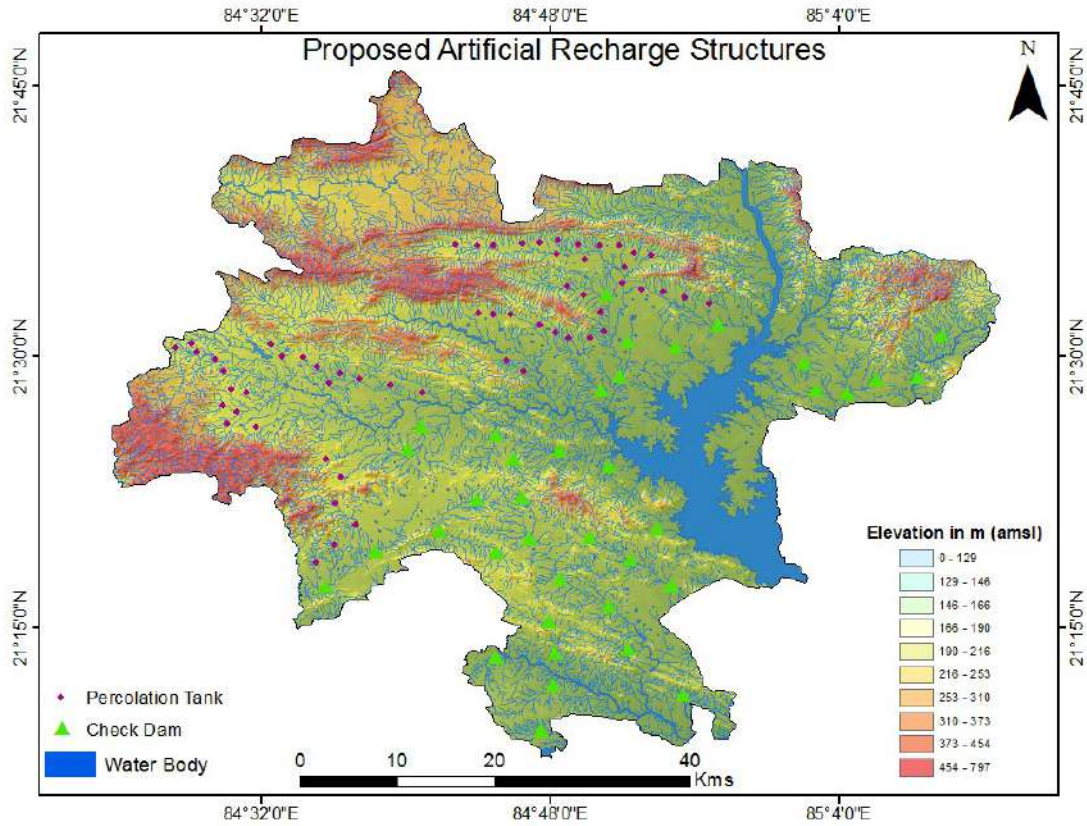 84°32'0"E 84°48'0"E 85°4'0"E
Proposed Artificial Recharge Structures
N
21°45'0"N 21°45'0"N
21°30'0"N 21°30'0"N
21°15'0"N 21°15'0"N
Elevation in m (amsl)
0 - 129
129 - 146
146 - 166
166 - 190
190 - 216
216 - 253
253 - 310
310 - 373
373 - 454
454 - 797
Percolation Tank
Check Dam
Water Body
0 10 20 40
Kms
84°32'0"E 84°48'0"E 85°4'0"E